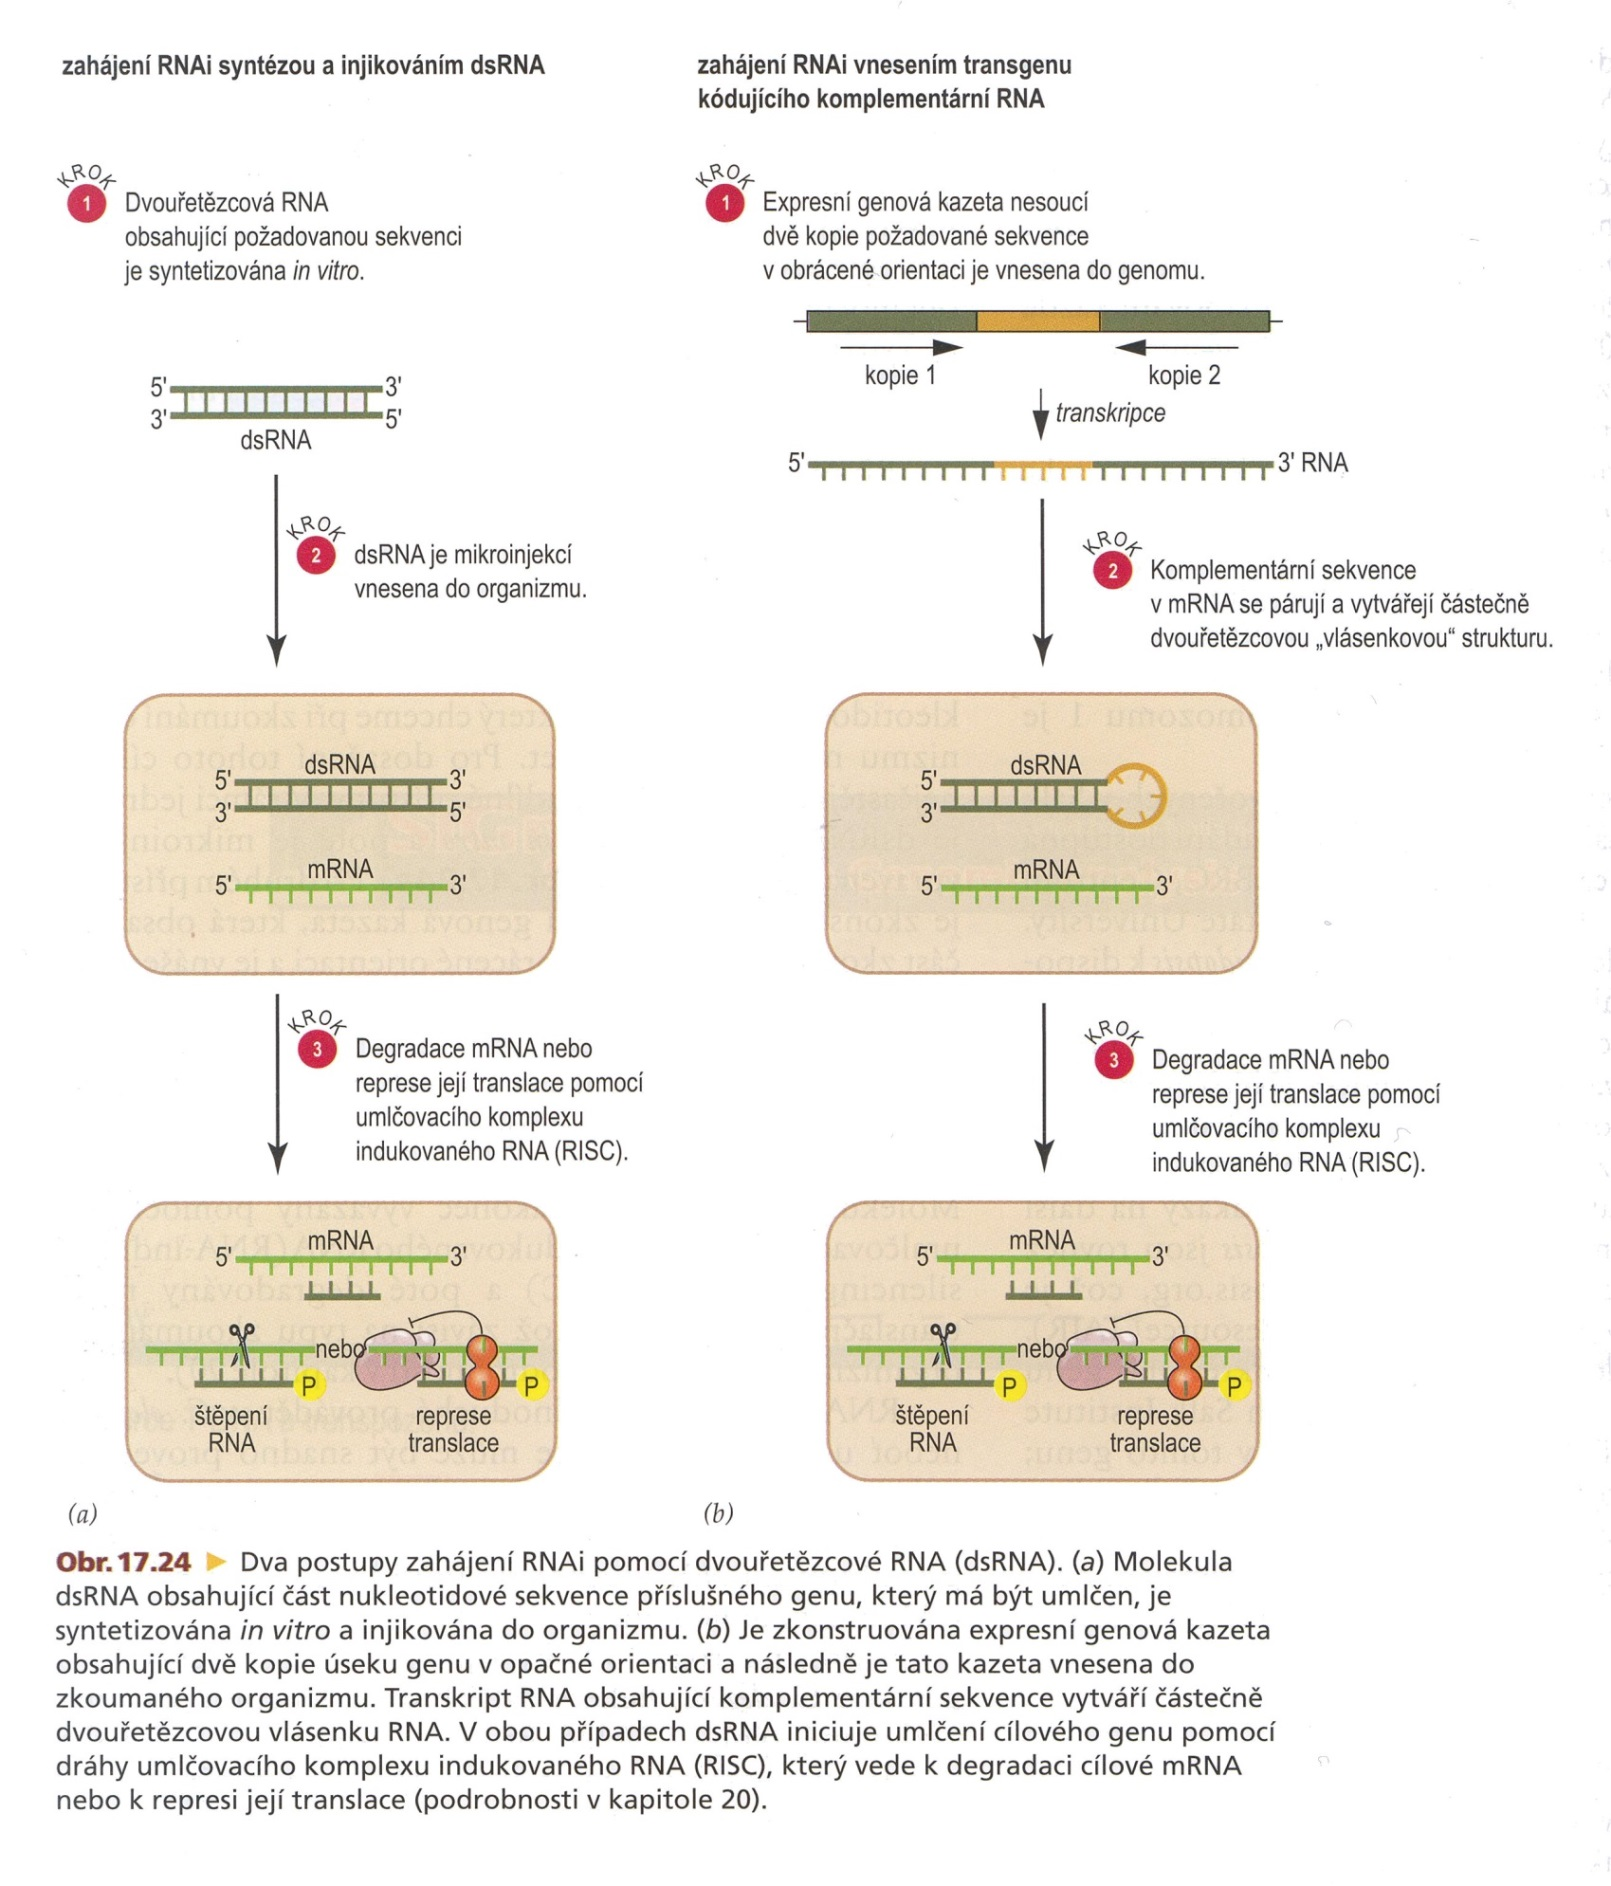 zahájení RNAi syntézou a injikováním dsRNA
KROK
1
Dvouřetězcová RNA
obsahující požadovanou sekvenci
je syntetizována in vitro.
5' 3'
3' 5'
dsRNA
KROK
2
dsRNA je mikroinjekcí
vnesena do organizmu.
dsRNA
5' 3'
3' 5'
mRNA
5' 3'
KROK
3
Degradace mRNA nebo
represe její translace pomocí
umlčovacího komplexu
indukovaného RNA (RISC).
mRNA
5' 3'
nebo
P P
štěpení
RNA
represe
translace
(a)
zahájení RNAi vnesením transgenu
kódujícího komplementární RNA
KROK
1
Expresní genová kazeta nesoucí
dvě kopie požadované sekvence
v obrácené orientaci je vnesena do genomu.
kopie 1 kopie 2
transkripce
5' 3' RNA
KROK
2
Komplementární sekvence
v mRNA se párují a vytvářejí částečně
dvouřetězcovou „vlásenkovou“ strukturu.
dsRNA
5'
3'
mRNA
5' 3'
KROK
3
Degradace mRNA nebo
represe její translace pomocí
umlčovacího komplexu
indukovaného RNA (RISC).
mRNA
5' 3'
nebo
P P
štěpení
RNA
represe
translace
(b)
Obr. 17.24 ► Dva postupy zahájení RNAi pomocí dvouřetězcové RNA (dsRNA). (a) Molekula
dsRNA obsahující část nukleotidové sekvence příslušného genu, který má být umlčen, je
syntetizována in vitro a injikována do organizmu. (b) Je zkonstruována expresní genová kazeta
obsahující dvě kopie úseku genu v opačné orientaci a následně je tato kazeta vnesena do
zkoumaného organizmu. Transkript RNA obsahující komplementární sekvence vytváří částečně
dvouřetězcovou vlásenku RNA. V obou případech dsRNA iniciuje umlčení cílového genu pomocí
dráhy umlčovacího komplexu indukovaného RNA (RISC), který vede k degradaci cílové mRNA
nebo k represi její translace (podrobnosti v kapitole 20).